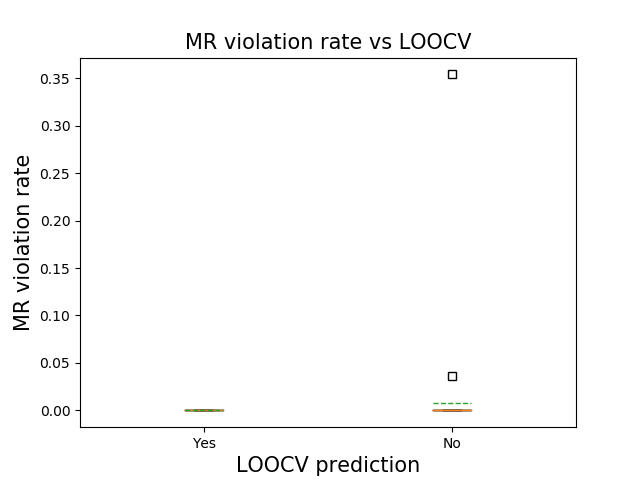 MR violation rate vs LOOCV
0.35
0.30
0.25
0.20
0.15
0.10
0.05
0.00
MR violation rate
Yes No
LOOCV prediction